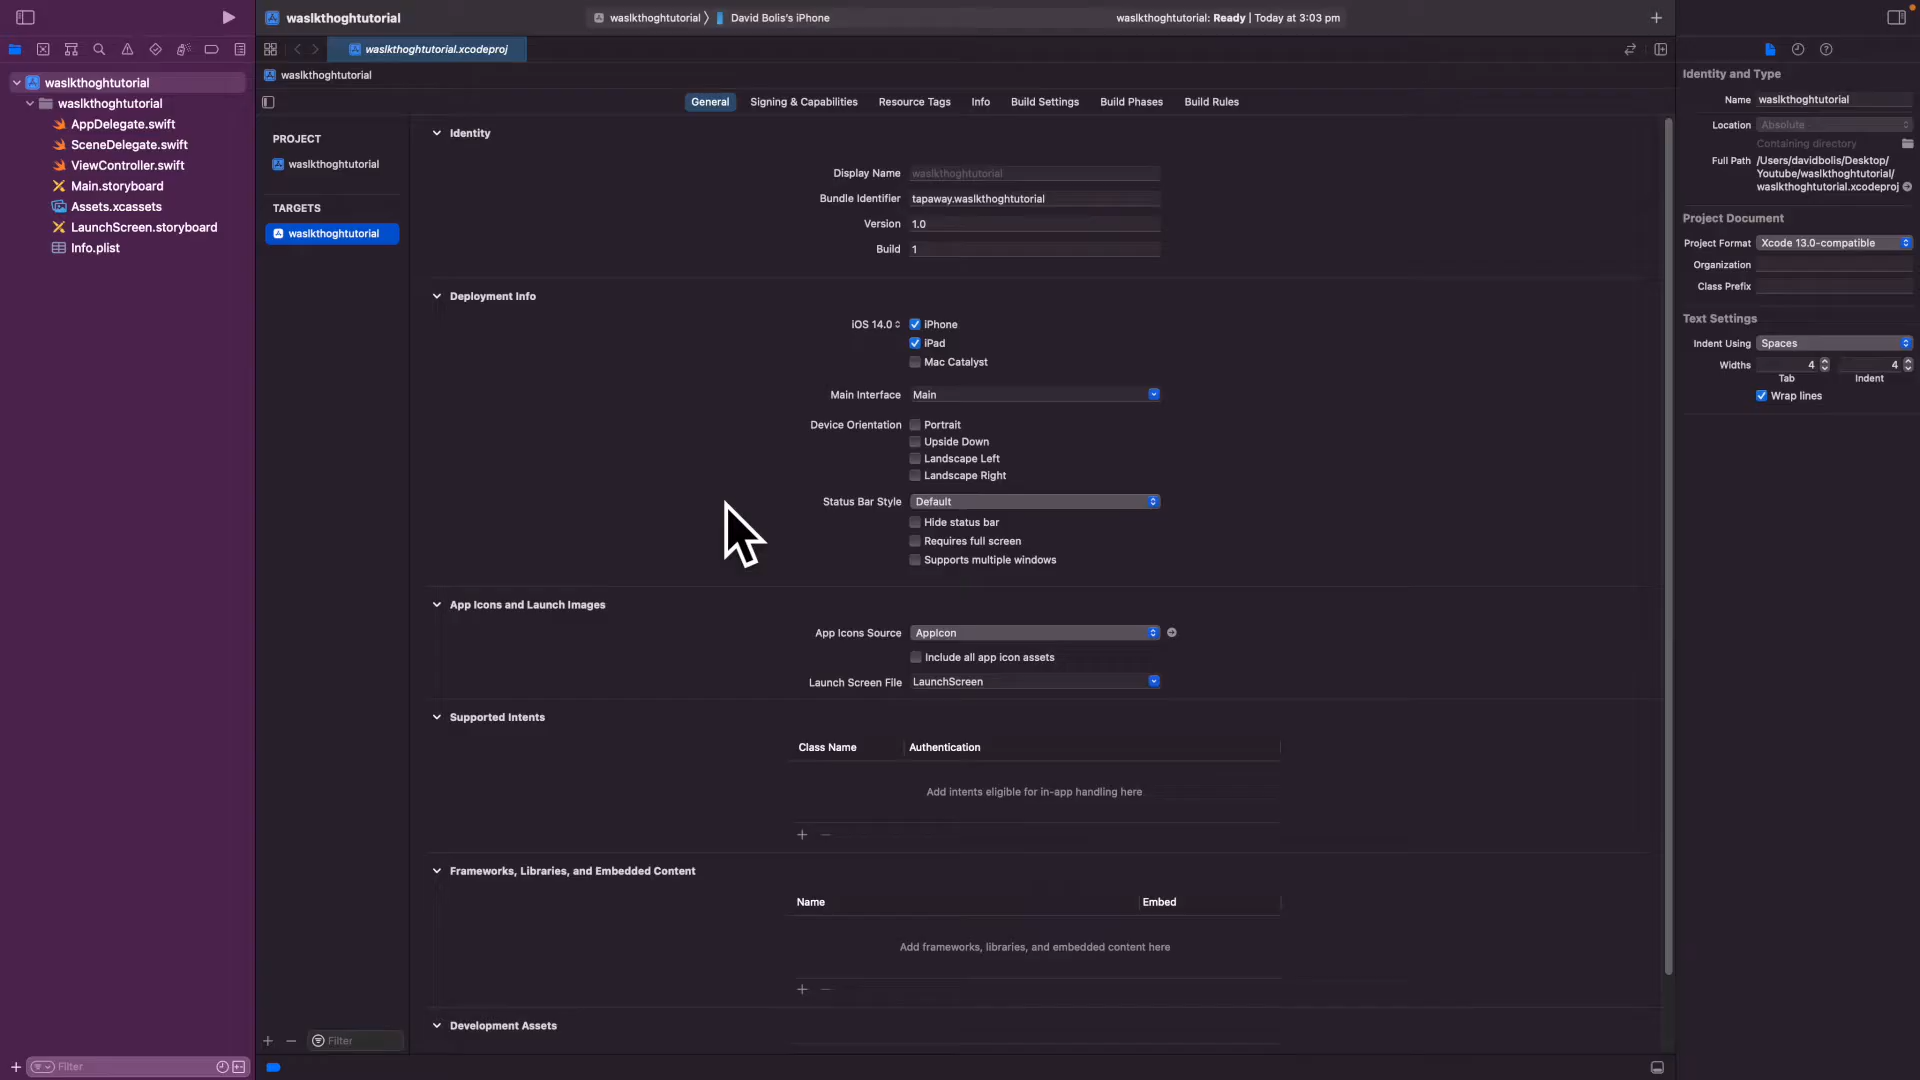 waslkthoghtutorial
waslkthoghtutorial
David Bolis's iPhone
waslkthoghtutorial: Ready | Today at 3:03 pm
waslkthoghtutorial.xcodeproj
waslkthoghtutorial
waslkthoghtutorial
waslkthoghtutorial
AppDelegate.swift
SceneDelegate.swift
ViewController.swift
Main.storyboard
Assets.xcassets
LaunchScreen.storyboard
Info.plist
Filter
General
Signing & Capabilities
Resource Tags
Info
Build Settings
Build Phases
Build Rules
PROJECT
waslkthoghtutorial
TARGETS
waslkthoghtutorial
Filter
Identity
Display Name waslkthoghtutorial
Bundle Identifier tapaway.waslkthoghtutorial
Version 1.0
Build 1
Deployment Info
iOS 14.0 iPhone
iPad
Mac Catalyst
Main Interface Main
Device Orientation Portrait
Upside Down
Landscape Left
Landscape Right
Status Bar Style Default
Hide status bar
Requires full screen
Supports multiple windows
App Icons and Launch Images
App Icons Source AppIcon
Include all app icon assets
Launch Screen File LaunchScreen
Supported Intents
Class Name Authentication
Add intents eligible for in-app handling here
Frameworks, Libraries, and Embedded Content
Name Embed
Add frameworks, libraries, and embedded content here
Development Assets
Identity and Type
Name waslkthoghtutorial
Location Absolute
Containing directory
Full Path /Users/davidbolis/Desktop/
Youtube/waslkthoghtutorial/
waslkthoghtutorial.xcodeproj
Project Document
Project Format Xcode 13.0-compatible
Organization
Class Prefix
Text Settings
Indent Using Spaces
Widths 4 4
Tab Indent
Wrap lines